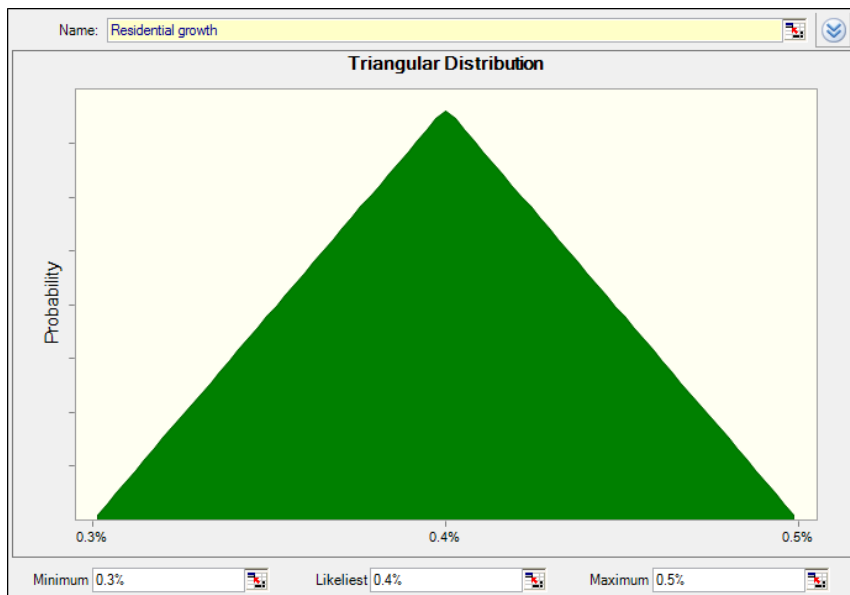 Name: Residential growth
Triangular Distribution
Probability
0.3% 0.4% 0.5%
Minimum 0.3% Likeliest 0.4% Maximum 0.5%